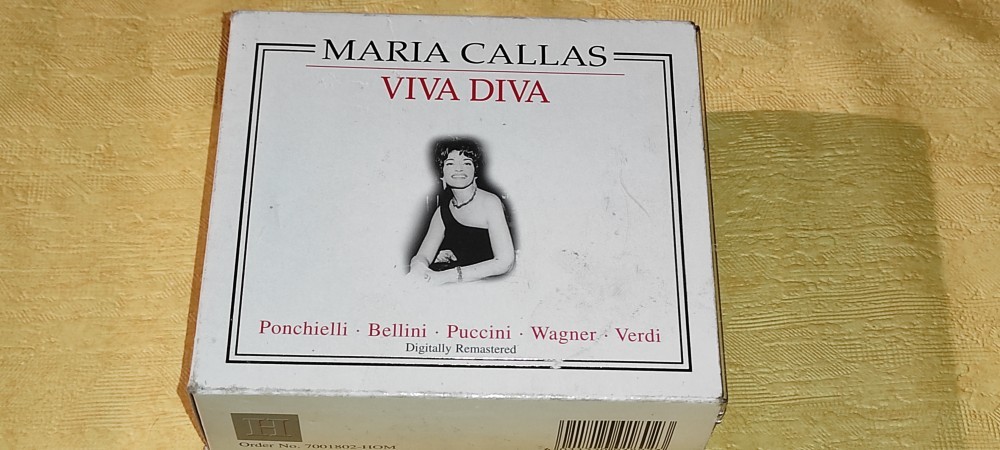 MARIA CALLAS
VIVA DIVA
Ponchielli · Bellini · Puccini · Wagner · Verdi
Digitally Remastered
H
Order No. 7001802-HOM